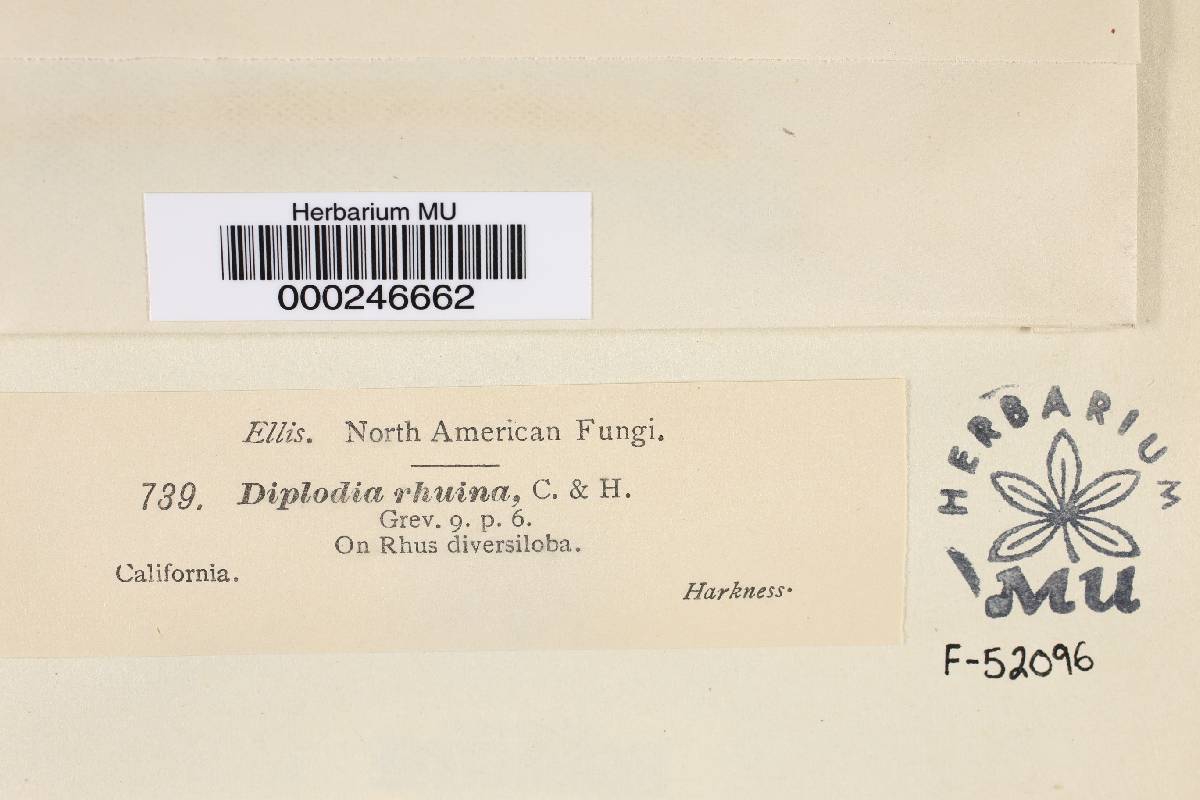 Herbarium MU
000246662
Ellis. North American Fungi.
739. Diplodia rhuina, C. & H.
Grev. 9. p. 6.
On Rhus diversiloba.
California.
Harkness.
HERBARIUM
MU
F-52096